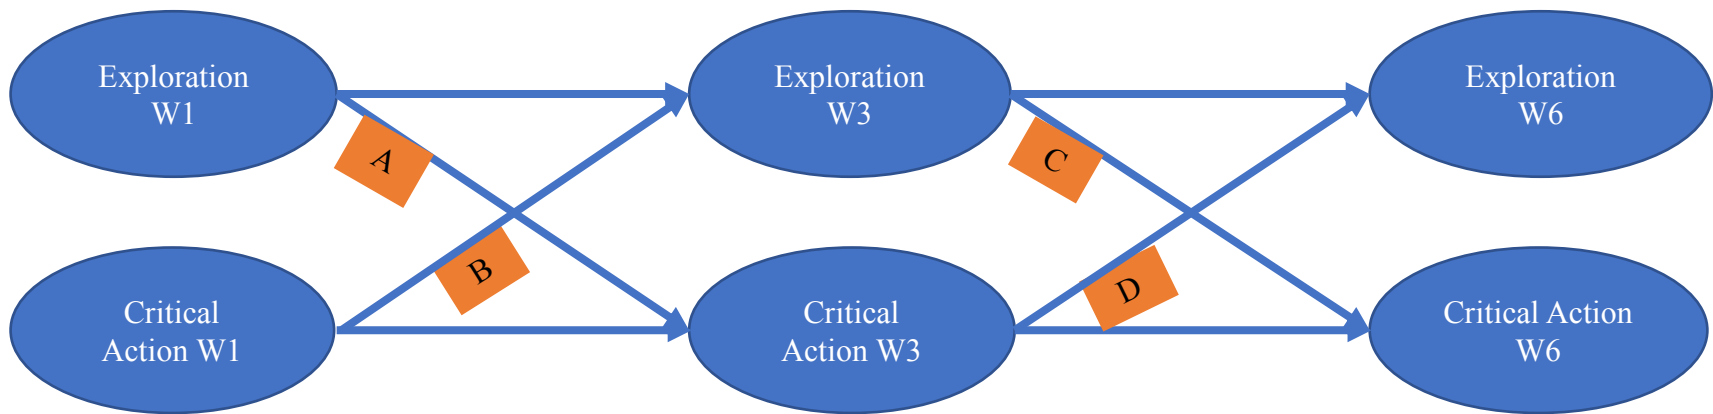 Exploration
W1
Exploration
W3
Exploration
W6
A
C
B
D
Critical
Action W1
Critical
Action W3
Critical Action
W6